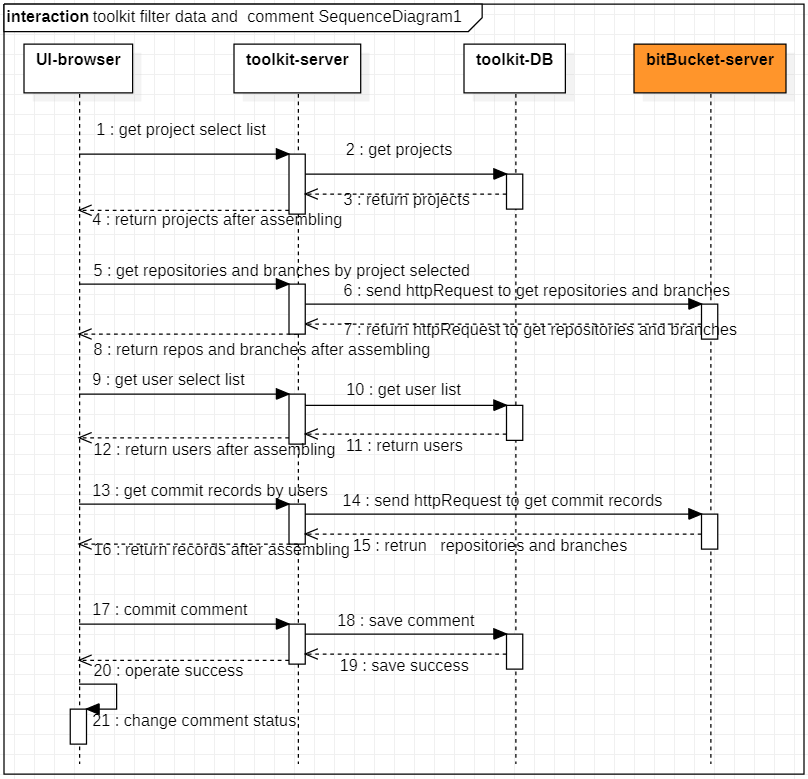 interaction toolkit filter data and comment SequenceDiagram1
UI-browser
toolkit-server
toolkit-DB
bitBucket-server
1 : get project select list
2 : get projects
3 : return projects
4 : return projects after assembling
5 : get repositories and branches by project selected
6 : send httpRequest to get repositories and branches
7 : return httpRequest to get repositories and branches
8 : return repos and branches after assembling
9 : get user select list
10 : get user list
11 : return users
12 : return users after assembling
13 : get commit records by users
14 : send httpRequest to get commit records
15 : retrun repositories and branches
16 : return records after assembling
17 : commit comment
18 : save comment
19 : save success
20 : operate success
21 : change comment status